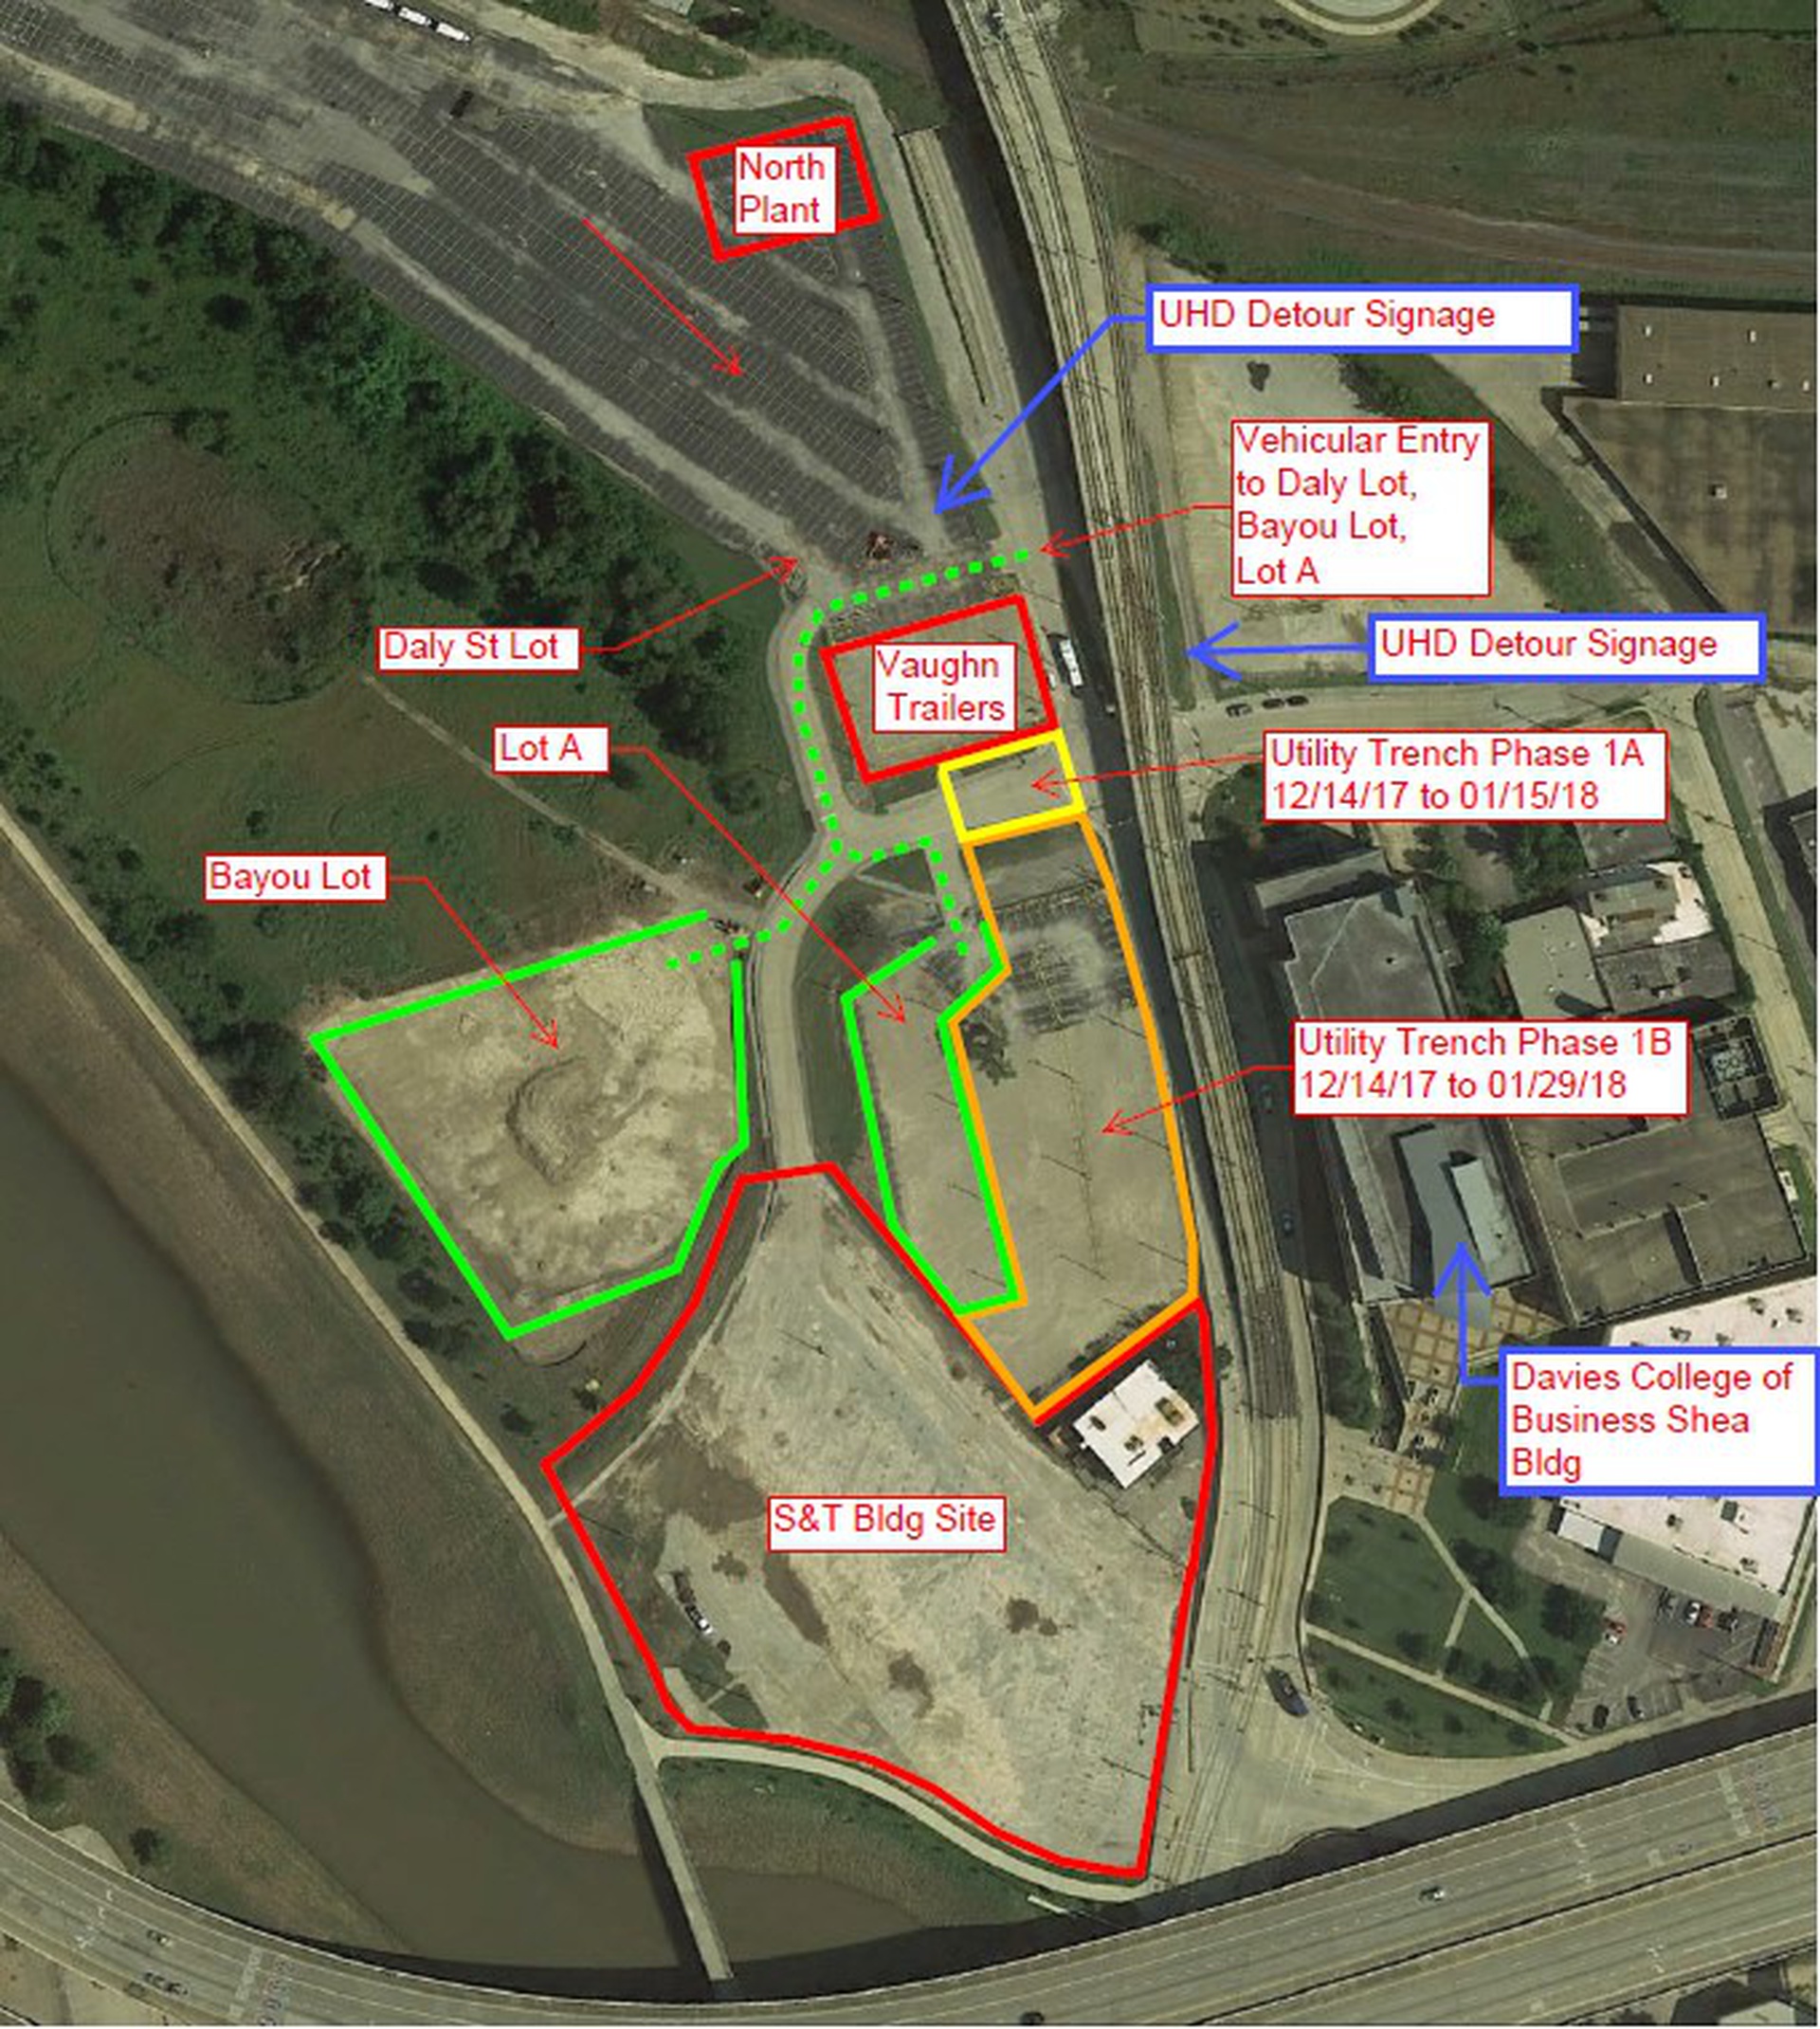 North
Plant
UHD Detour Signage
Vehicular Entry
to Daly Lot,
Bayou Lot,
Lot A
Daly St Lot
UHD Detour Signage
Vaughn
Trailers
Lot A
Utility Trench Phase 1A
12/14/17 to 01/15/18
Bayou Lot
Utility Trench Phase 1B
12/14/17 to 01/29/18
Davies College of
Business Shea
Bldg
S&T Bldg Site